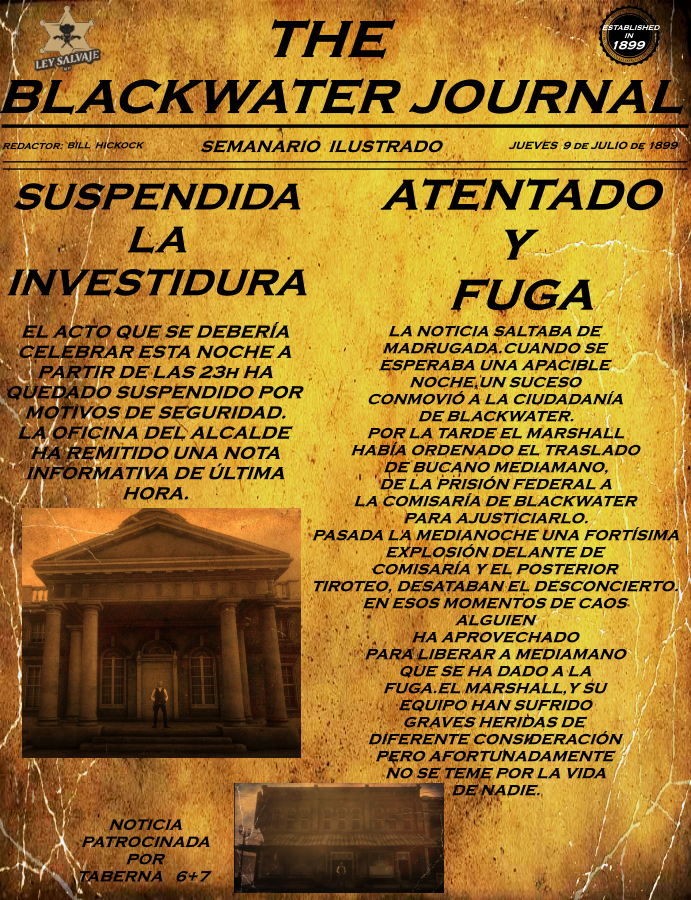 LEY SALVAJE
ESTABLISHED
IN
1899
THE
BLACKWATER JOURNAL
REDACTOR: BILL HICKOCK
SEMANARIO ILUSTRADO
JUEVES 9 DE JULIO DE 1899
SUSPENDIDA
LA
INVESTIDURA
EL ACTO QUE SE DEBERÍA
CELEBRAR ESTA NOCHE A
PARTIR DE LAS 23H HA
QUEDADO SUSPENDIDO POR
MOTIVOS DE SEGURIDAD.
LA OFICINA DEL ALCALDE
HA REMITIDO UNA NOTA
INFORMATIVA DE ÚLTIMA
HORA.
ATENTADO
Y
FUGA
LA NOTICIA SALTABA DE
MADRUGADA.CUANDO SE
ESPERABA UNA APACIBLE
NOCHE,UN SUCESO
CONMOVIÓ A LA CIUDADANÍA
DE BLACKWATER.
POR LA TARDE EL MARSHALL
HABÍA ORDENADO EL TRASLADO
DE BUCANO MEDIAMANO,
DE LA PRISIÓN FEDERAL A
LA COMISARÍA DE BLACKWATER
PARA AJUSTICIARLO.
PASADA LA MEDIANOCHE UNA FORTÍSIMA
EXPLOSIÓN DELANTE DE
COMISARÍA Y EL POSTERIOR
TIROTEO, DESATABAN EL DESCONCIERTO.
EN ESOS MOMENTOS DE CAOS
ALGUIEN
HA APROVECHADO
PARA LIBERAR A MEDIAMANO
QUE SE HA DADO A LA
FUGA.EL MARSHALL,Y SU
EQUIPO HAN SUFRIDO
GRAVES HERIDAS DE
DIFERENTE CONSIDERACIÓN
PERO AFORTUNADAMENTE
NO SE TEME POR LA VIDA
DE NADIE.
NOTICIA
PATROCINADA
POR
TABERNA 6+7